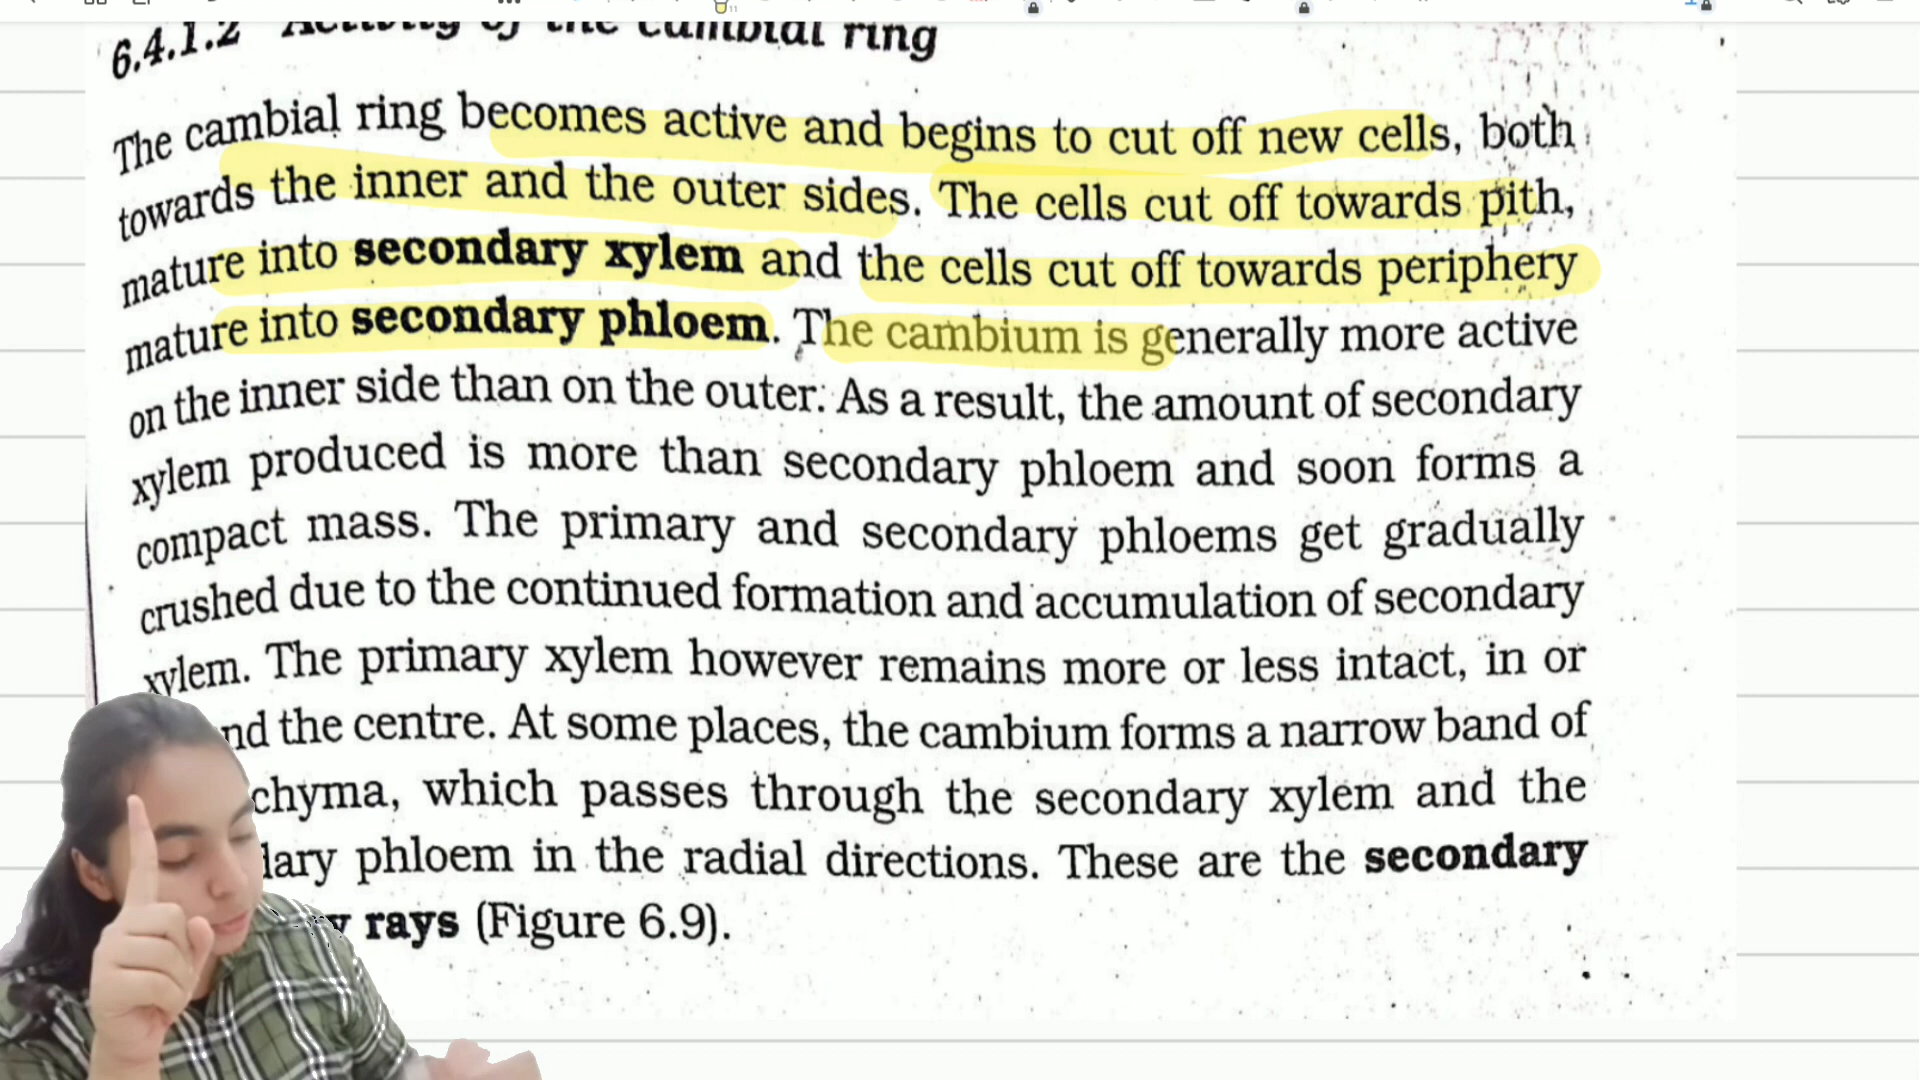 6.4.1.2 Activity of the cambial ring
The cambial ring becomes active and begins to cut off new cells, both
towards the inner and the outer sides. The cells cut off towards pith,
mature into secondary xylem and the cells cut off towards periphery
mature into secondary phloem. The cambium is generally more active
on the inner side than on the outer. As a result, the amount of secondary
xylem produced is more than secondary phloem and soon forms a
compact mass. The primary and secondary phloems get gradually
crushed due to the continued formation and accumulation of secondary
xylem. The primary xylem however remains more or less intact, in or
nd the centre. At some places, the cambium forms a narrow band of
chyma, which passes through the secondary xylem and the
dary phloem in the radial directions. These are the secondary
y rays (Figure 6.9).